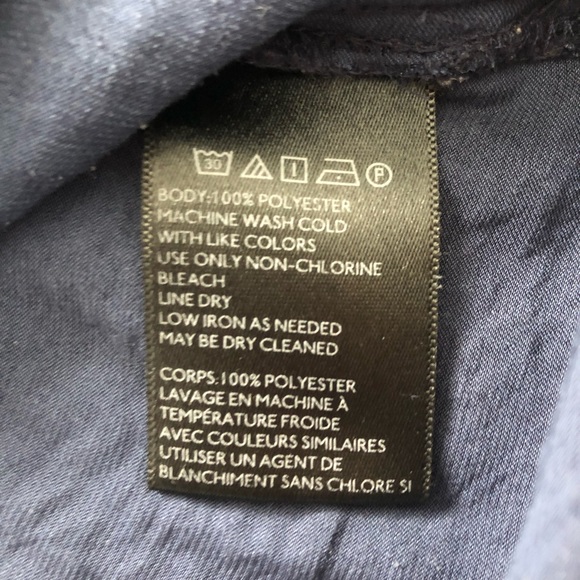 30 P
BODY:100% POLYESTER
MACHINE WASH COLD
WITH LIKE COLORS
USE ONLY NON-CHLORINE
BLEACH
LINE DRY
LOW IRON AS NEEDED
MAY BE DRY CLEANED
CORPS:100% POLYESTER
LAVAGE EN MACHINE À
TEMPÉRATURE FROIDE
AVEC COULEURS SIMILAIRES
UTILISER UN AGENT DE
BLANCHIMENT SANS CHLORE SI